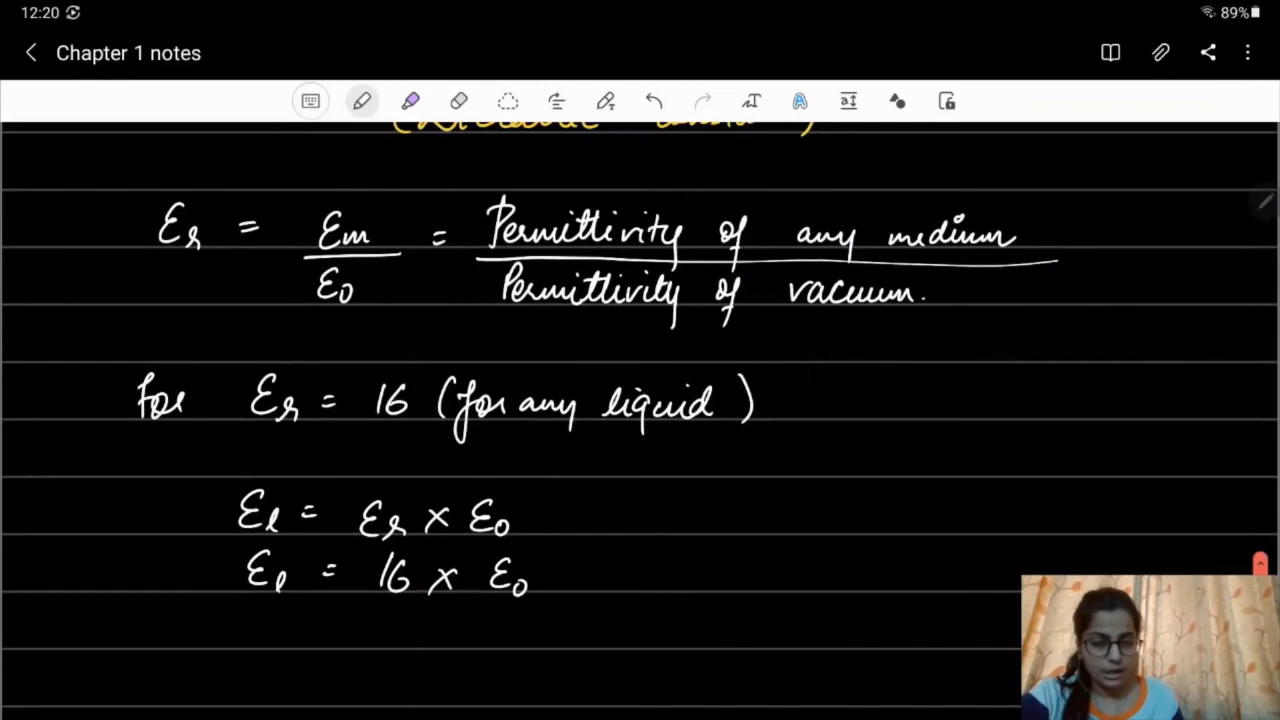 12:20
89%
Chapter 1 notes
εr = εm/ε0 = Permittivity of any medium / Permittivity of vacuum.
for εr = 16 (for any liquid)
εl = εr × ε0
εl = 16 × ε0